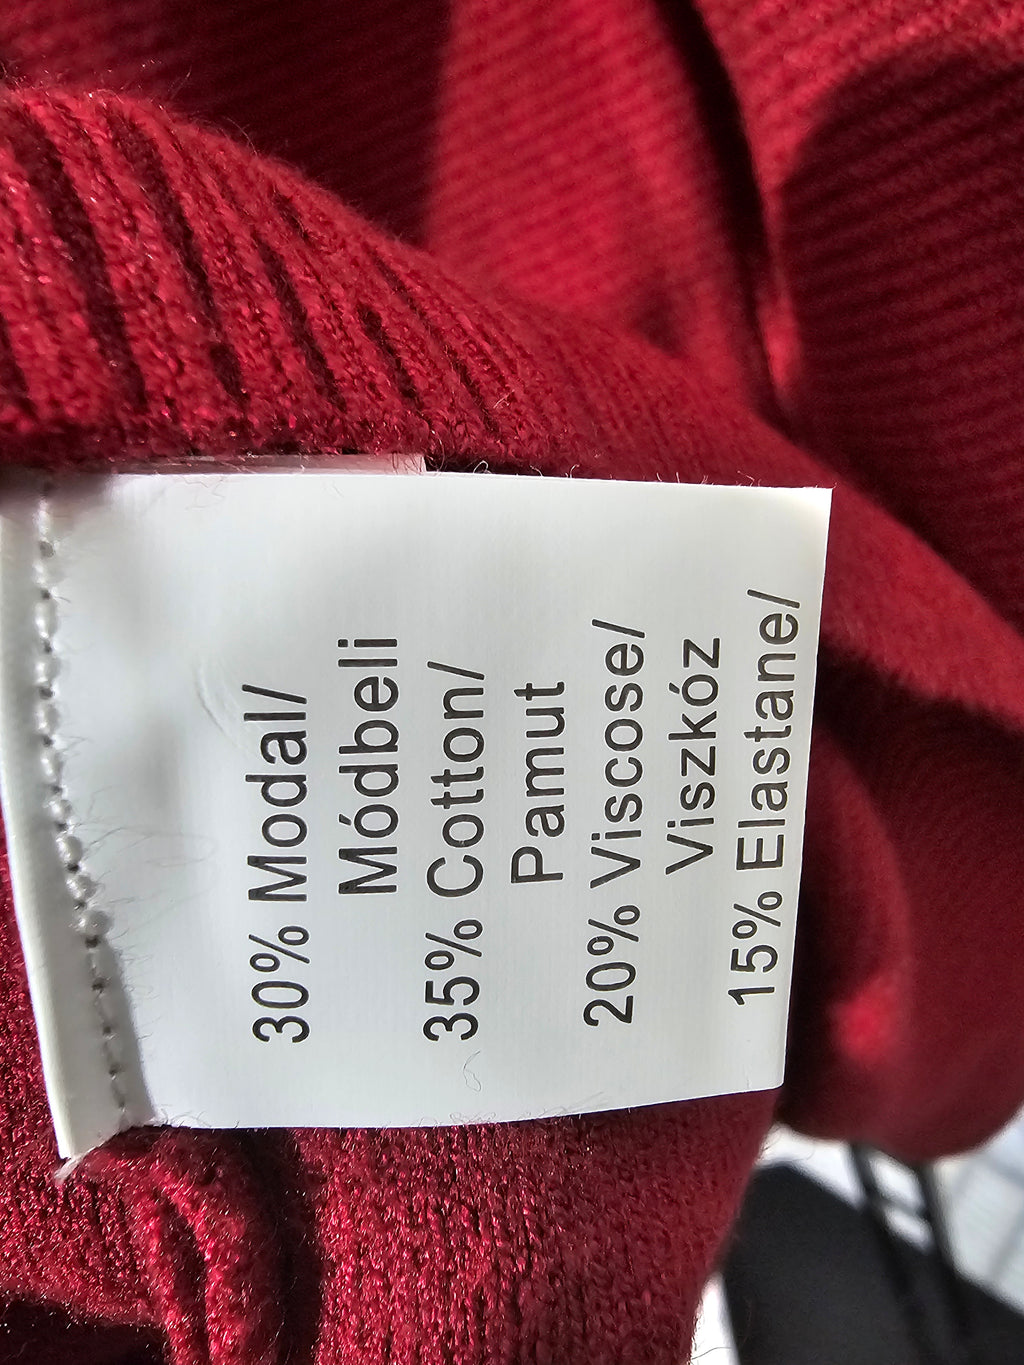 30% Modal/
Módbeli
35% Cotton/
Pamut
20% Viscose/
Viszkóz
15% Elastane/